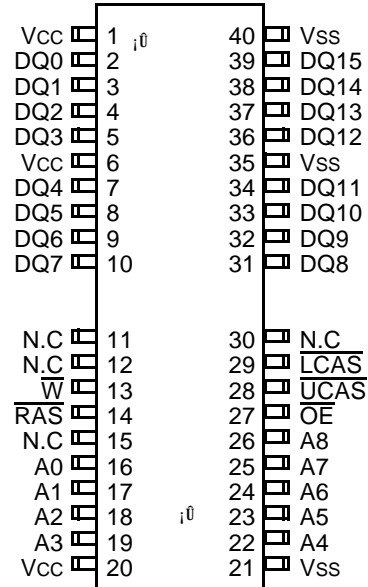 Vcc 1 ¡Û 40 Vss
DQ0 2 39 DQ15
DQ1 3 38 DQ14
DQ2 4 37 DQ13
DQ3 5 36 DQ12
Vcc 6 35 Vss
DQ4 7 34 DQ11
DQ5 8 33 DQ10
DQ6 9 32 DQ9
DQ7 10 31 DQ8
N.C 11 30 N.C
N.C 12 29 LCAS
W 13 28 UCAS
RAS 14 27 OE
N.C 15 26 A8
A0 16 25 A7
A1 17 24 A6
A2 18 ¡Û 23 A5
A3 19 22 A4
Vcc 20 21 Vss